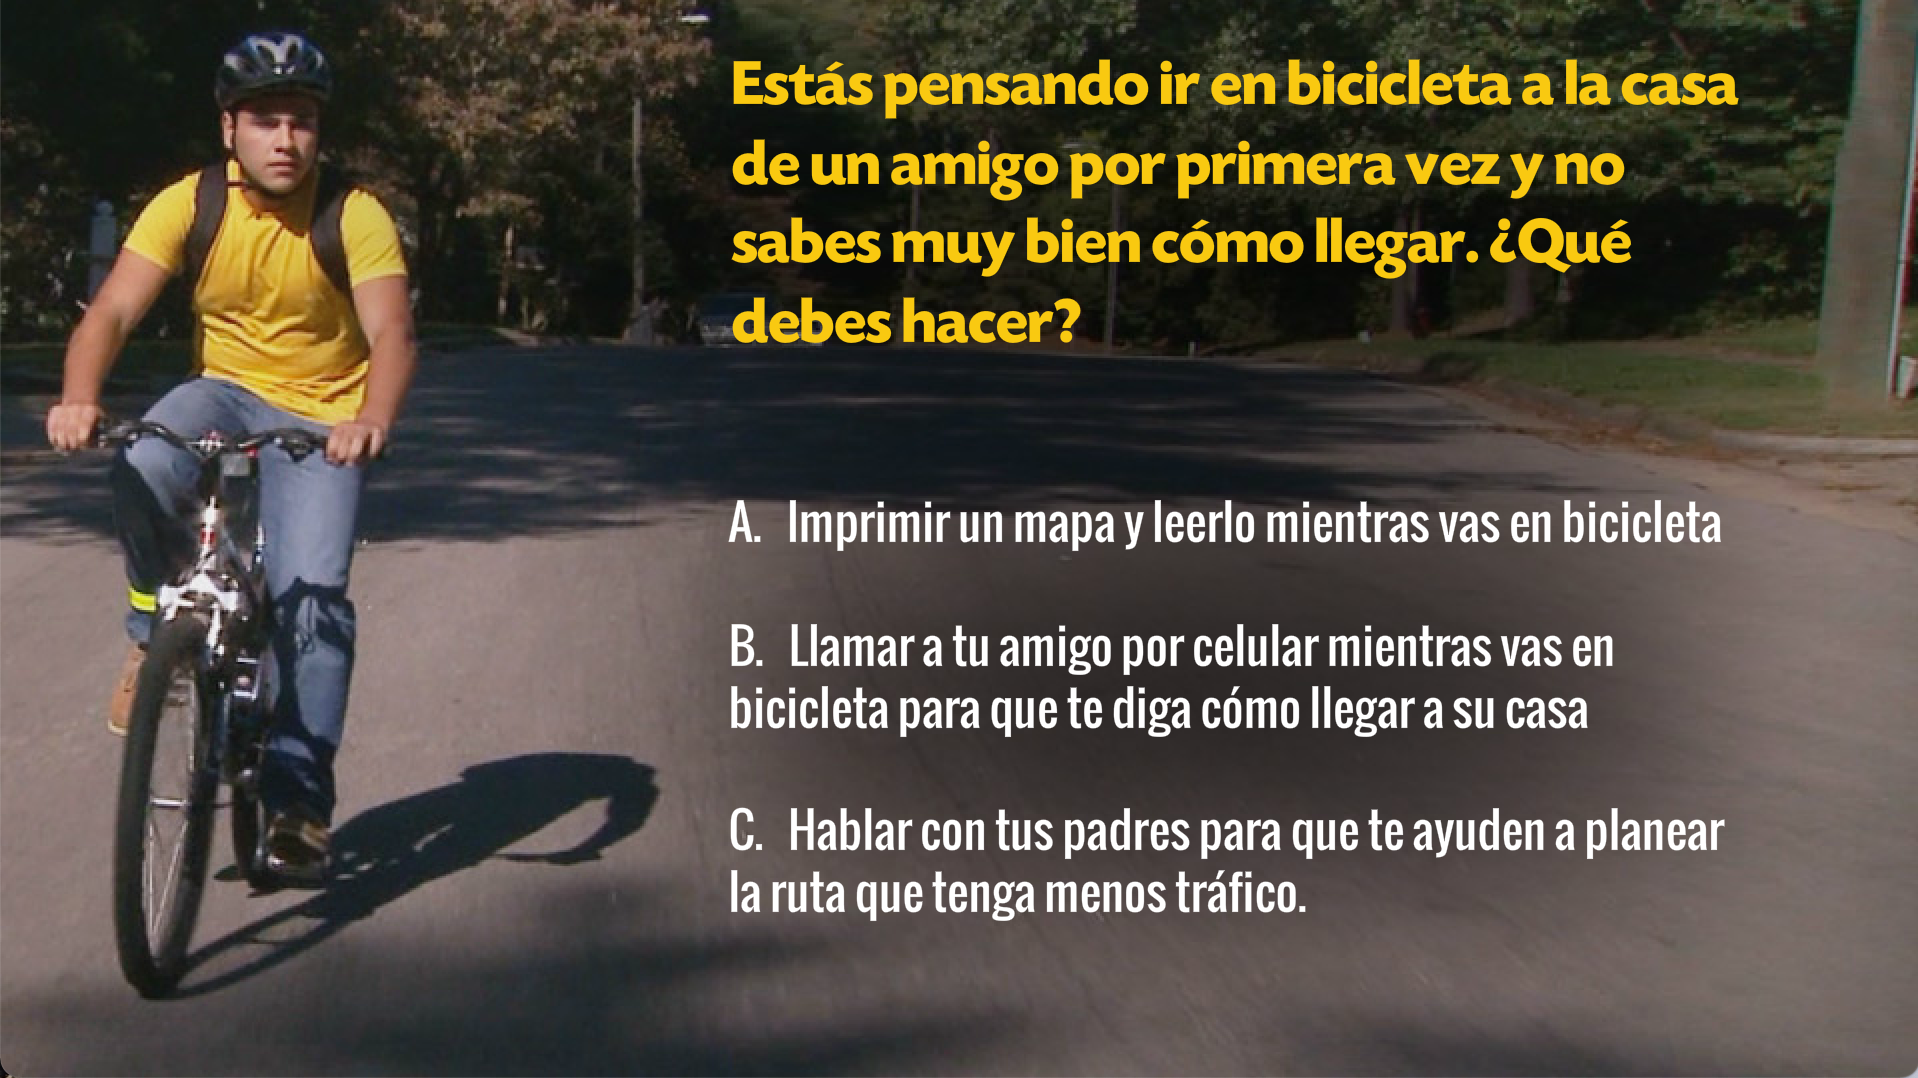 Estás pensando ir en bicicleta a la casa
de un amigo por primera vez y no
sabes muy bien cómo llegar. ¿Qué
debes hacer?
A. Imprimir un mapa y leerlo mientras vas en bicicleta
B. Llamar a tu amigo por celular mientras vas en
bicicleta para que te diga cómo llegar a su casa
C. Hablar con tus padres para que te ayuden a planear
la ruta que tenga menos tráfico.